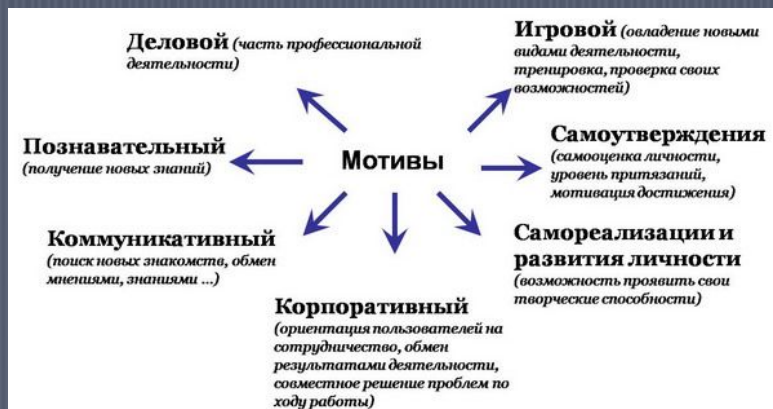 Деловой (часть профессиональной
деятельности)
Игровой (овладение новыми
видами деятельности,
тренировка, проверка своих
возможностей)
Познавательный
(получение новых знаний)
Мотивы
Самоутверждения
(самооценка личности,
уровень притязаний,
мотивация достижения)
Коммуникативный
(поиск новых знакомств, обмен
мнениями, знаниями ...)
Самореализации и
развития личности
(возможность проявить свои
творческие способности)
Корпоративный
(ориентация пользователей на
сотрудничество, обмен
результатами деятельности,
совместное решение проблем по
ходу работы)